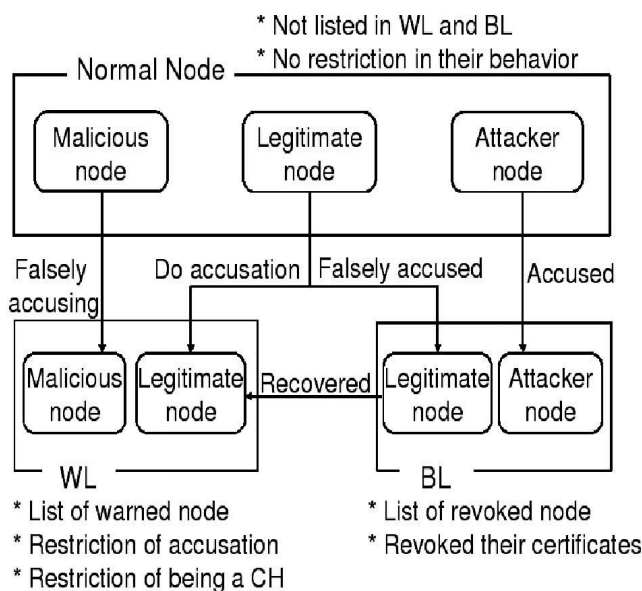 * Not listed in WL and BL
* No restriction in their behavior
Normal Node
Malicious
node
Legitimate
node
Attacker
node
Falsely
accusing
Do accusation
Falsely accused
Accused
Malicious
node
Legitimate
node
Recovered
Legitimate
node
Attacker
node
WL
* List of warned node
* Restriction of accusation
* Restriction of being a CH
BL
* List of revoked node
* Revoked their certificates